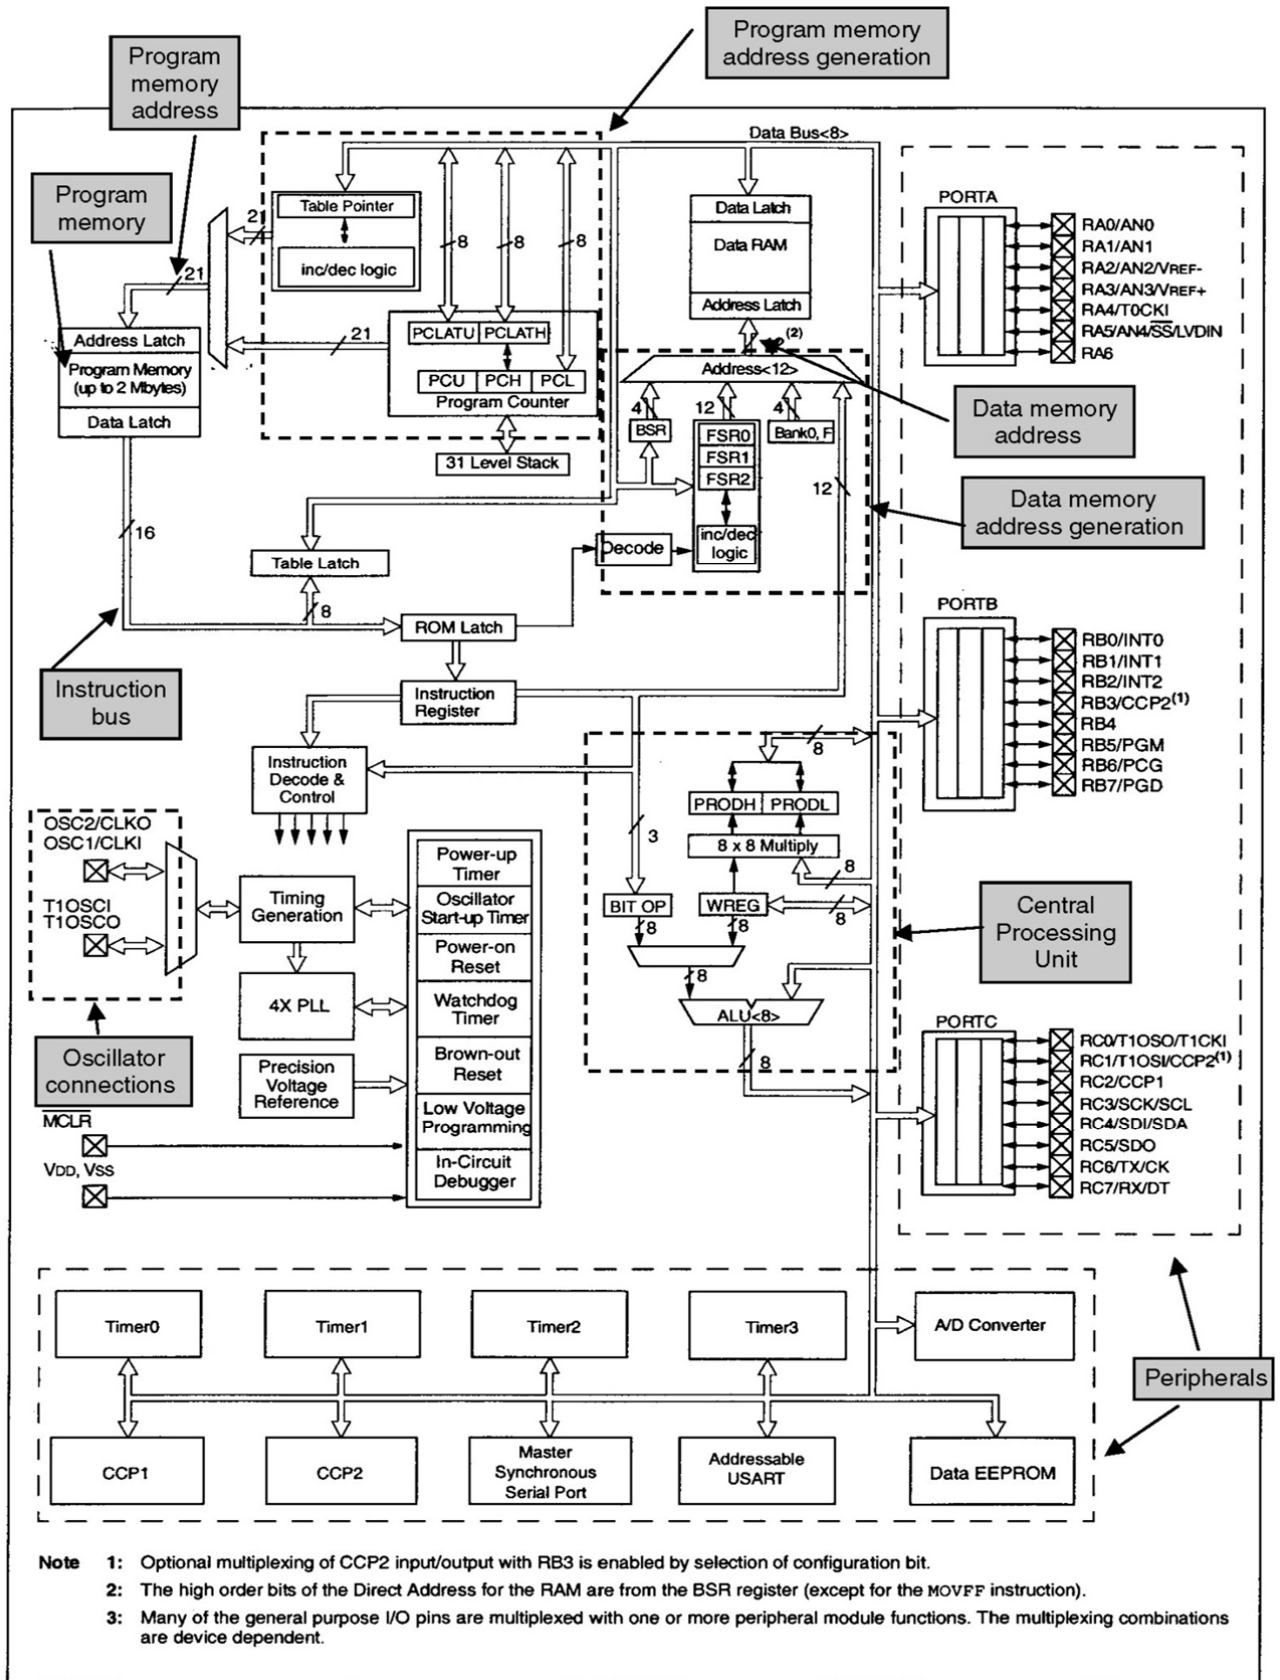 Program memory
address generation
Program
memory
address
Data Bus<8>
Program
memory
21
Table Pointer
inc/dec logic
8
8
8
21
21
Data Latch
Data RAM
Address Latch
(2)
PORTA
RA0/AN0
RA1/AN1
RA2/AN2/VREF-
RA3/AN3/VREF+
RA4/T0CKI
RA5/AN4/SS/LVDIN
RA6
Address Latch
Program Memory
(up to 2 Mbytes)
Data Latch
PCLATU
PCLATH
PCU
PCH
PCL
Program Counter
31 Level Stack
Address<12>
4
12
4
BSR
FSR0
FSR1
FSR2
Bank0, F
12
inc/dec
logic
Decode
Data memory
address
Data memory
address generation
16
Table Latch
8
ROM Latch
Instruction
Register
Instruction
bus
PORTB
RB0/INT0
RB1/INT1
RB2/INT2
RB3/CCP2(1)
RB4
RB5/PGM
RB6/PCG
RB7/PGD
Instruction
Decode &
Control
8
PRODH
PRODL
8 x 8 Multiply
3
8
BIT OP
WREG
8
8
8
8
ALU<8>
8
Central
Processing
Unit
OSC2/CLKO
OSC1/CLKI
T1OSCI
T1OSCO
Timing
Generation
4X PLL
Precision
Voltage
Reference
Oscillator
connections
MCLR
VDD, VSS
Power-up
Timer
Oscillator
Start-up Timer
Power-on
Reset
Watchdog
Timer
Brown-out
Reset
Low Voltage
Programming
In-Circuit
Debugger
PORTC
RC0/T1OSO/T1CKI
RC1/T1OSI/CCP2(1)
RC2/CCP1
RC3/SCK/SCL
RC4/SDI/SDA
RC5/SDO
RC6/TX/CK
RC7/RX/DT
Timer0
Timer1
Timer2
Timer3
A/D Converter
Peripherals
CCP1
CCP2
Master
Synchronous
Serial Port
Addressable
USART
Data EEPROM
Note 1: Optional multiplexing of CCP2 input/output with RB3 is enabled by selection of configuration bit.
2: The high order bits of the Direct Address for the RAM are from the BSR register (except for the MOVFF instruction).
3: Many of the general purpose I/O pins are multiplexed with one or more peripheral module functions. The multiplexing combinations
are device dependent.